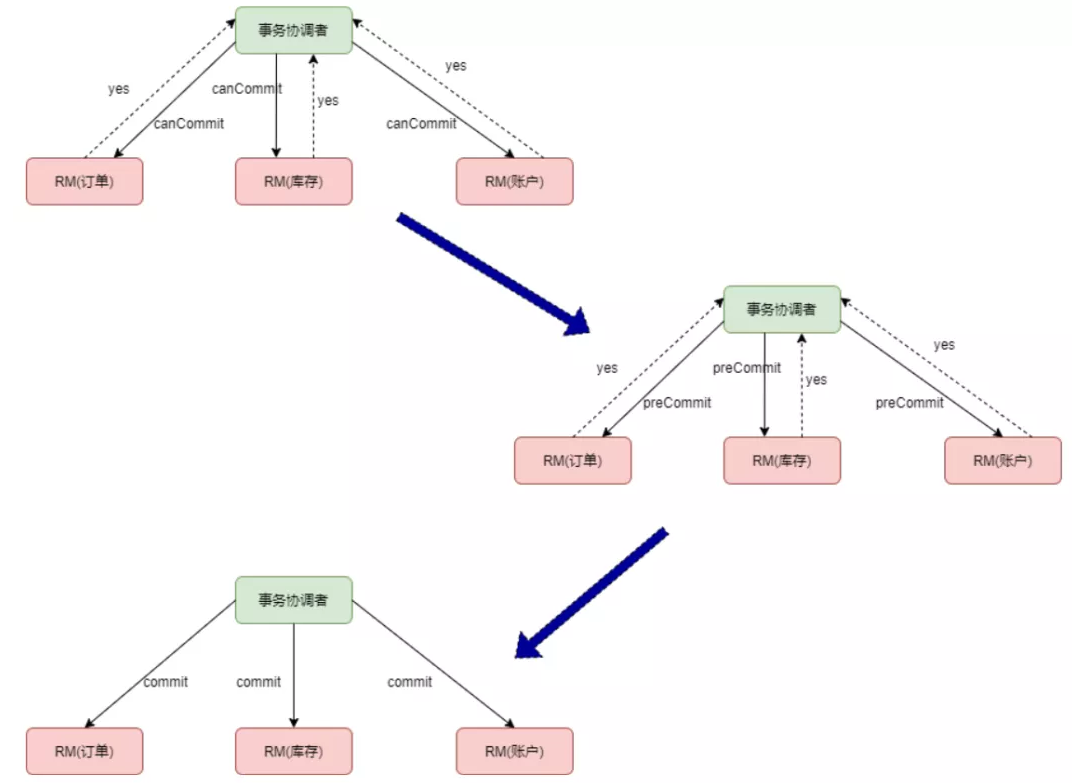 事务协调者
yes
canCommit
yes
yes
canCommit
canCommit
RM(订单)
RM(库存)
RM(账户)
事务协调者
yes
preCommit
yes
yes
preCommit
preCommit
RM(订单)
RM(库存)
RM(账户)
事务协调者
commit
commit
commit
RM(订单)
RM(库存)
RM(账户)